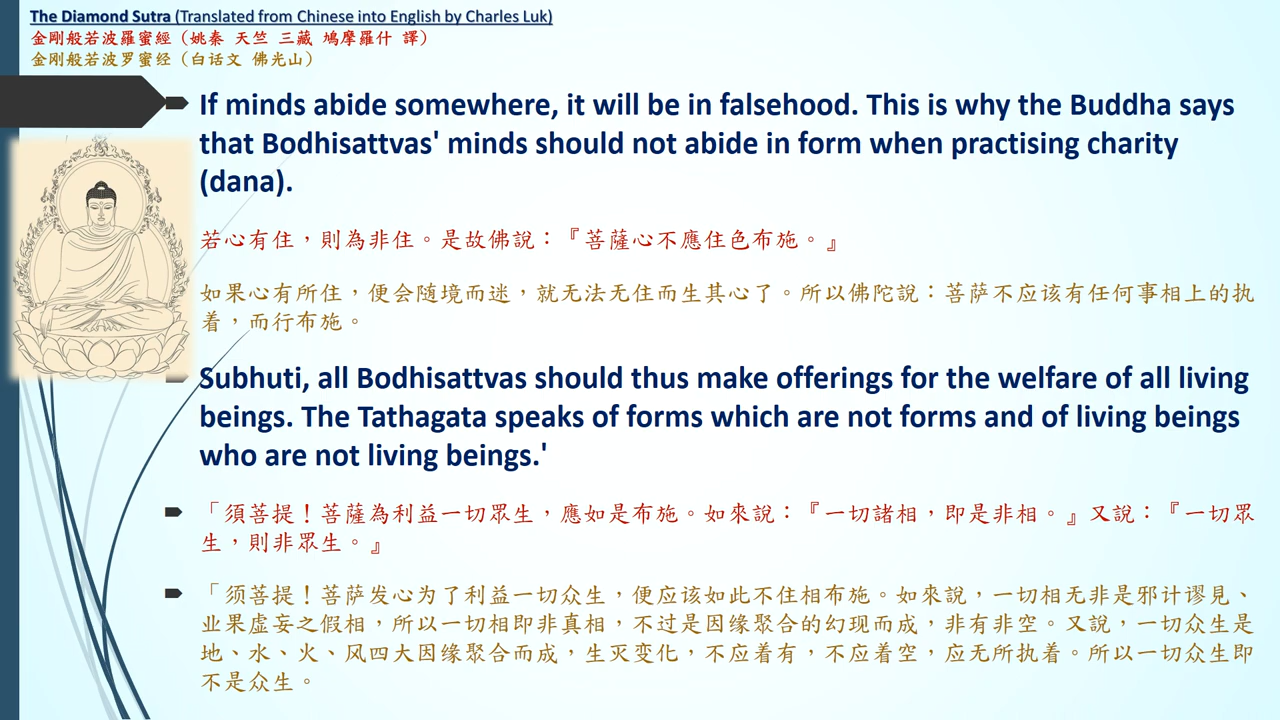 The Diamond Sutra (Translated from Chinese into English by Charles Luk)
金剛般若波羅蜜經（姚秦 天竺 三藏 鳩摩羅什 譯）
金剛般若波罗蜜经（白话文 佛光山）
If minds abide somewhere, it will be in falsehood. This is why the Buddha says
that Bodhisattvas' minds should not abide in form when practising charity
(dana).
若心有住，則為非住。是故佛說：『菩薩心不應住色布施。』
如果心有所住，便会随境而迷，就无法无住而生其心了。所以佛陀說：菩萨不应该有任何事相上的执
着，而行布施。
Subhuti, all Bodhisattvas should thus make offerings for the welfare of all living
beings. The Tathagata speaks of forms which are not forms and of living beings
who are not living beings.'
「須菩提！菩薩為利益一切眾生，應如是布施。如來說：『一切諸相，即是非相。』又說：『一切眾
生，則非眾生。』
「须菩提！菩萨发心为了利益一切众生，便应该如此不住相布施。如來說，一切相无非是邪计谬見、
业果虚妄之假相，所以一切相即非真相，不过是因缘聚合的幻现而成，非有非空。又說，一切众生是
地、水、火、风四大因缘聚合而成，生灭变化，不应着有，不应着空，应无所执着。所以一切众生即
不是众生。